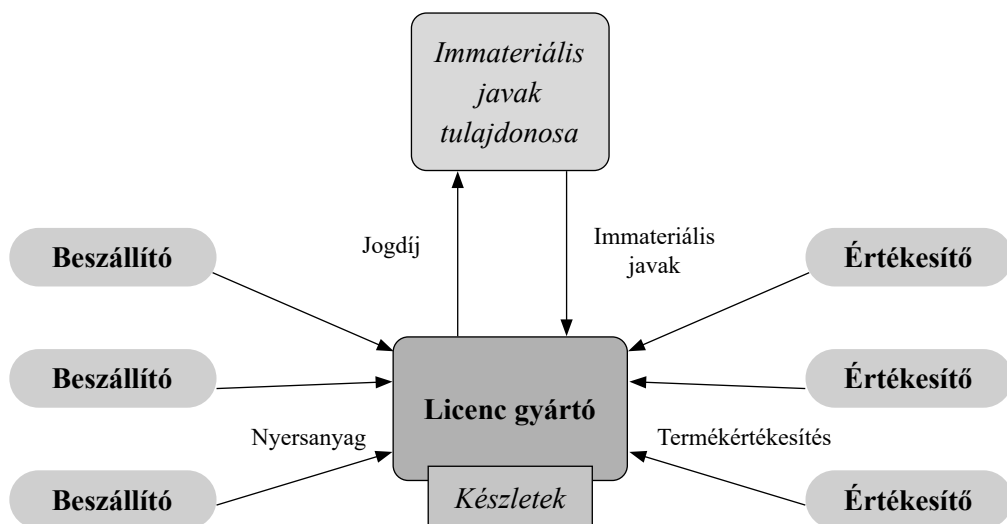 Immateriális
javak
tulajdonosa
Jogdíj
Immateriális
javak
Beszállító
Értékesítő
Beszállító
Licenc gyártó
Értékesítő
Nyersanyag
Termékértékesítés
Beszállító
Készletek
Értékesítő